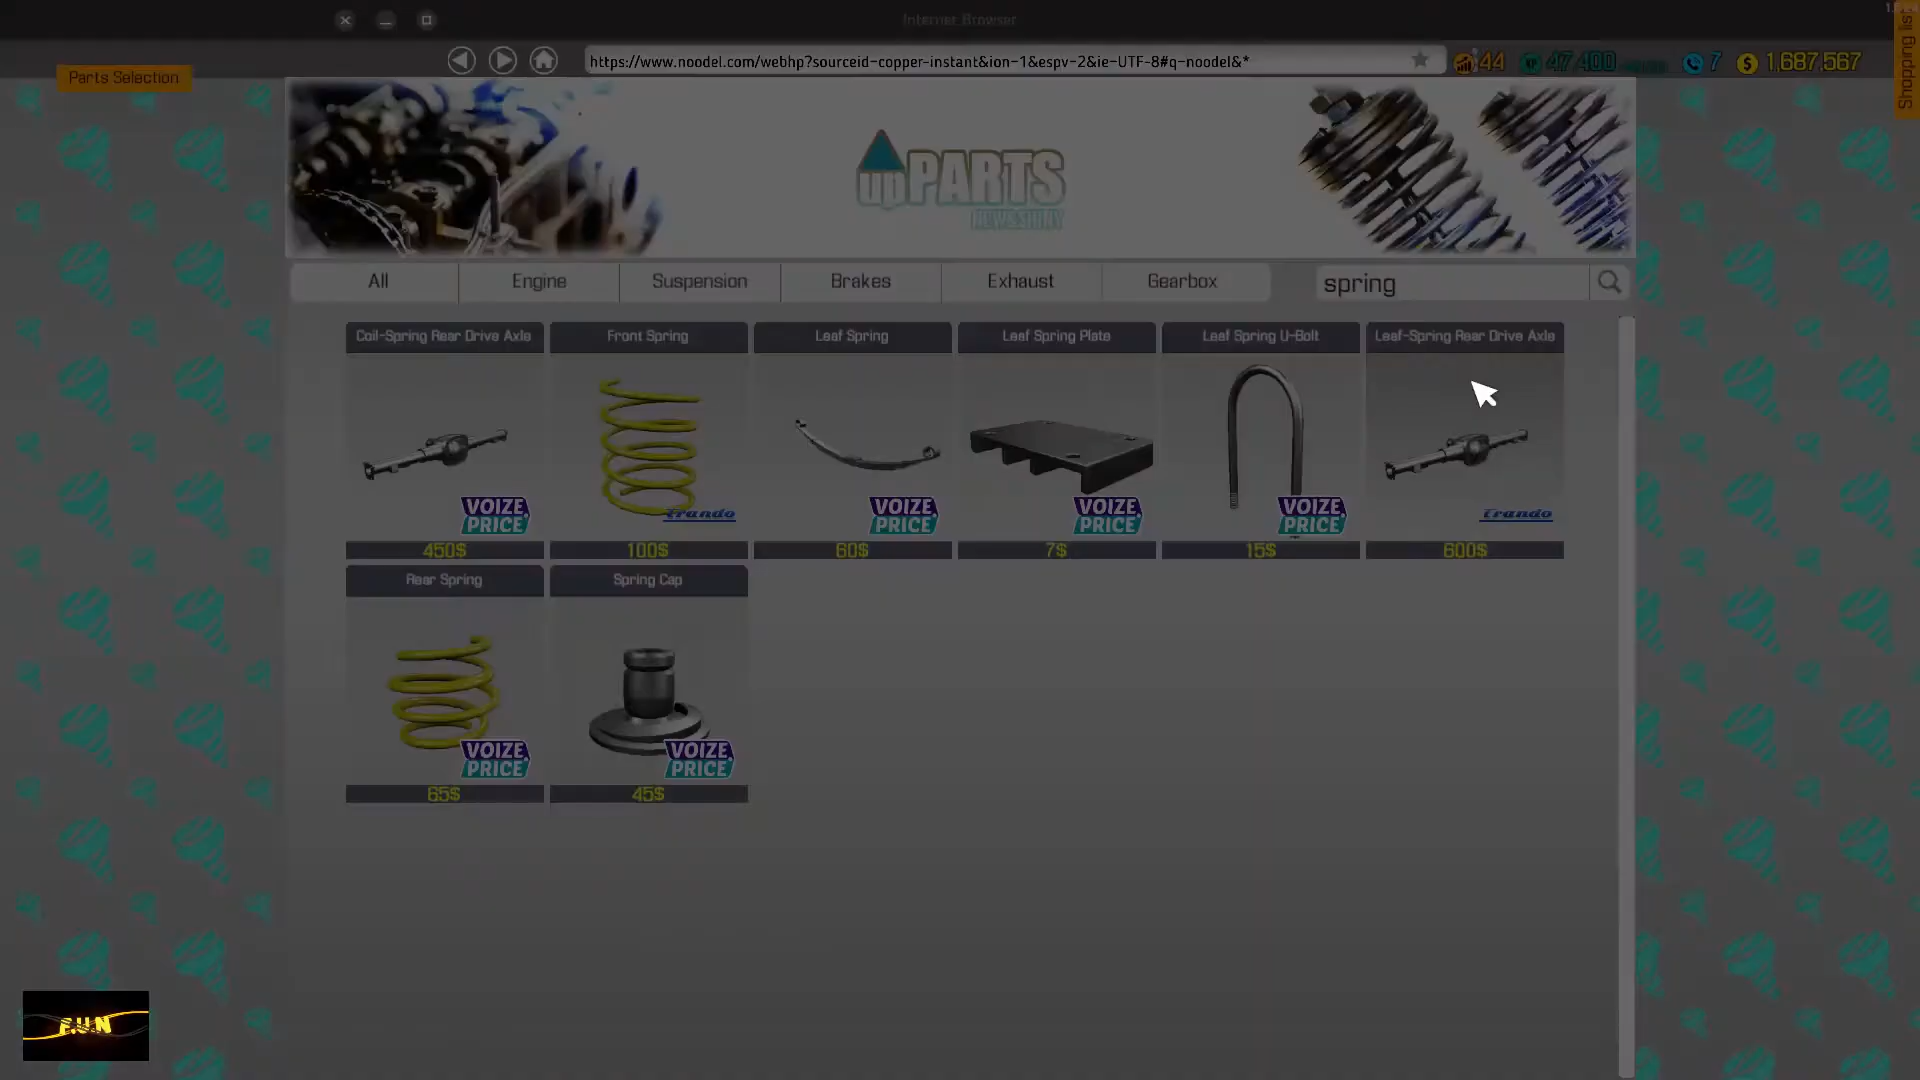 Internet Browser
https://www.noodel.com/webhp?sourceid-copper-instant&ion-1&espv-2&ie-UTF-8#q-noodel&*
44
47,400
7
1,687,567
Shopping list
Parts Selection
upPARTS
NEW&SHINY
All
Engine
Suspension
Brakes
Exhaust
Gearbox
spring
Coil-Spring Rear Drive Axle
Front Spring
Leaf Spring
Leaf Spring Plate
Leaf Spring U-Bolt
Leaf-Spring Rear Drive Axle
VOIZE PRICE
Erando
VOIZE PRICE
VOIZE PRICE
VOIZE PRICE
Erando
450$
100$
60$
7$
15$
600$
Rear Spring
Spring Cap
VOIZE PRICE
VOIZE PRICE
65$
45$
F.U.N